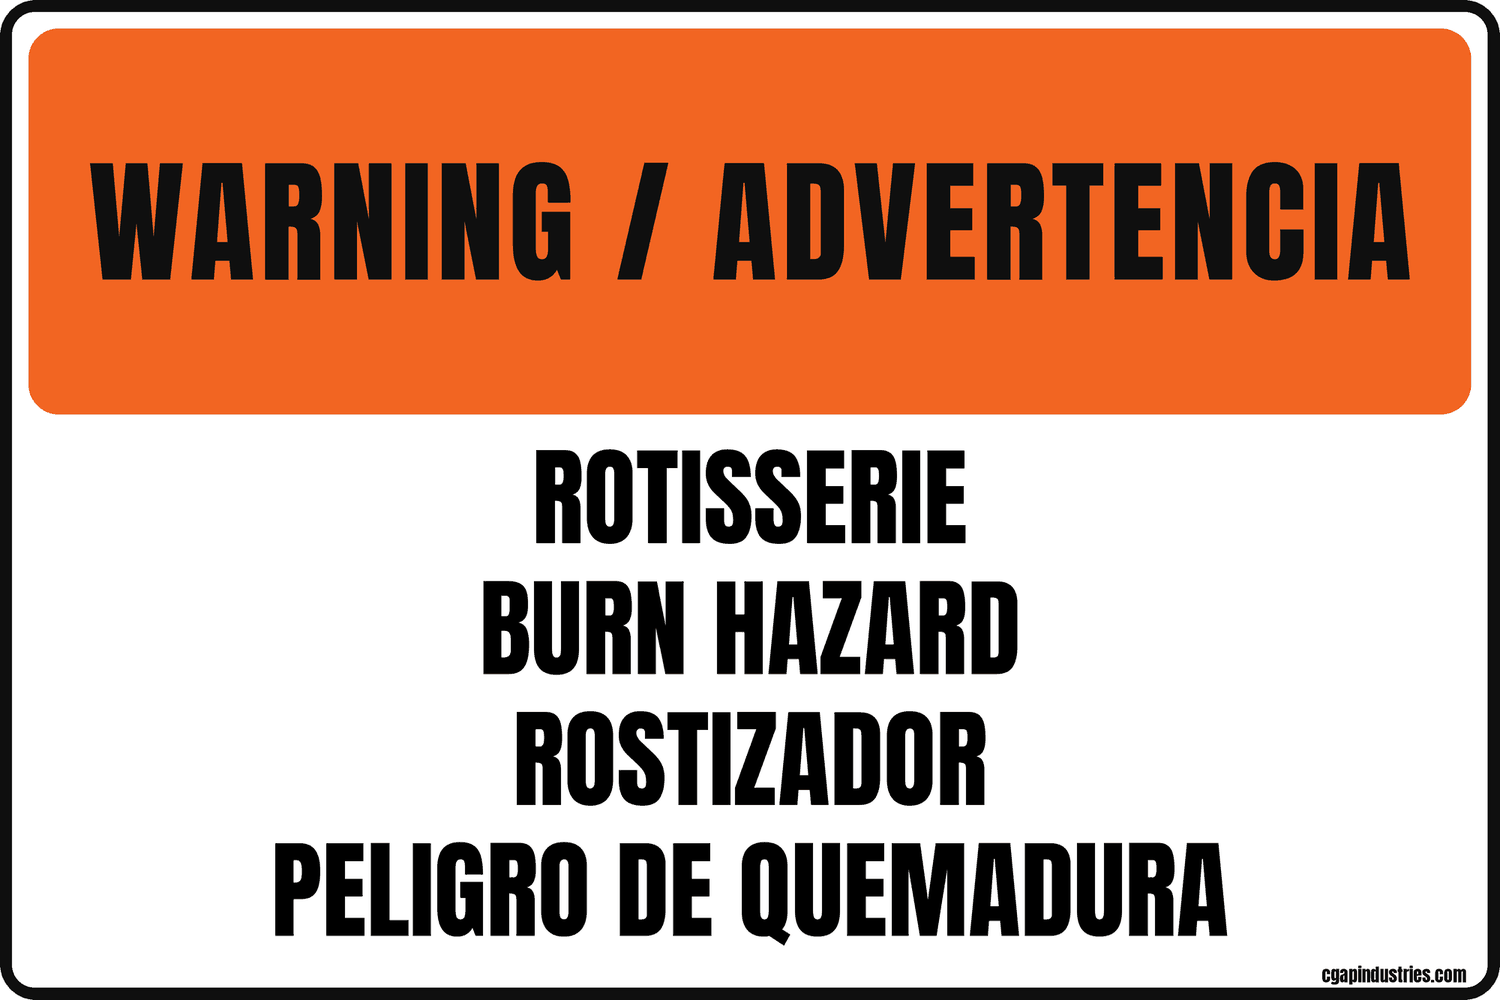 WARNING / ADVERTENCIA
ROTISSERIE
BURN HAZARD
ROSTIZADOR
PELIGRO DE QUEMADURA
cgapindustries.com